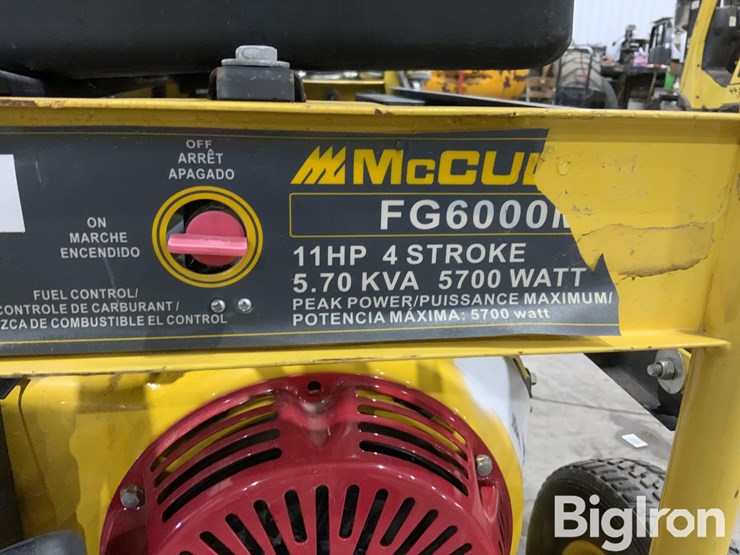 OFF
ARRÊT
APAGADO
ON
MARCHE
ENCENDIDO
FUEL CONTROL/
CONTROLE DE CARBURANT/
ZCA DE COMBUSTIBLE EL CONTROL
McCUL
FG6000
11HP 4 STROKE
5.70 KVA 5700 WATT
PEAK POWER/PUISSANCE MAXIMUM/
POTENCIA MÁXIMA: 5700 watt
BigIron